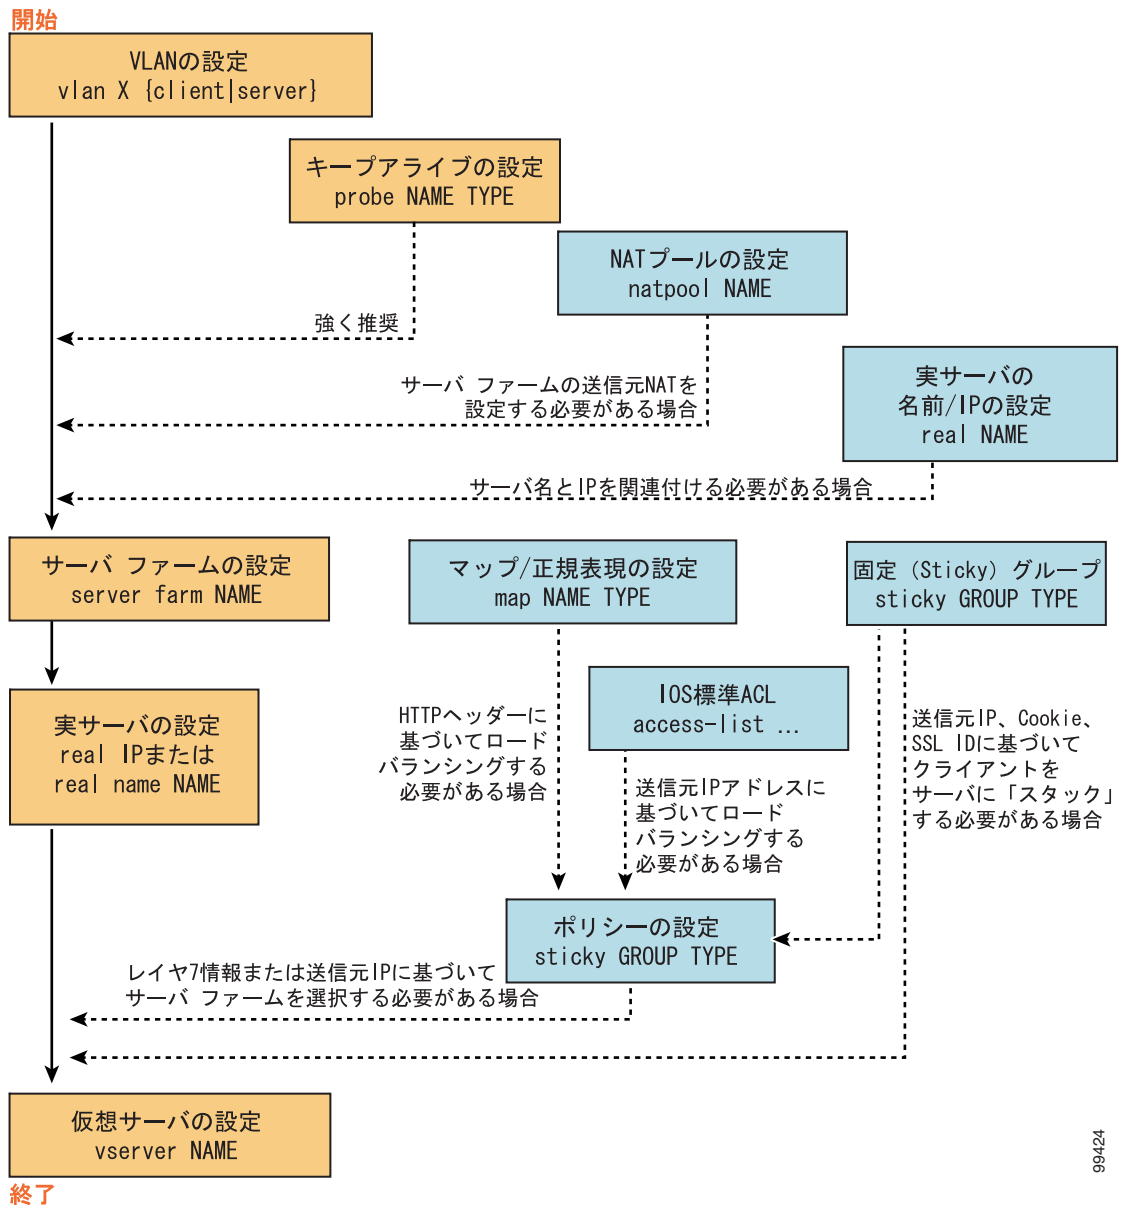 開始
VLANの設定
vlan X {client|server}
キープアライブの設定
probe NAME TYPE
NATプールの設定
natpool NAME
強く推奨
実サーバの
名前/IPの設定
real NAME
サーバ ファームの送信元NATを
設定する必要がある場合
サーバ名とIPを関連付ける必要がある場合
サーバ ファームの設定
server farm NAME
マップ/正規表現の設定
map NAME TYPE
固定（Sticky）グループ
sticky GROUP TYPE
実サーバの設定
real IPまたは
real name NAME
IOS標準ACL
access-list ...
HTTPヘッダーに
基づいてロード
バランシングする
必要がある場合
送信元IPアドレスに
基づいてロード
バランシングする
必要がある場合
送信元IP、Cookie、
SSL IDに基づいて
クライアントを
サーバに「スタック」
する必要がある場合
ポリシーの設定
sticky GROUP TYPE
レイヤ7情報または送信元IPに基づいて
サーバ ファームを選択する必要がある場合
仮想サーバの設定
vserver NAME
終了
99424